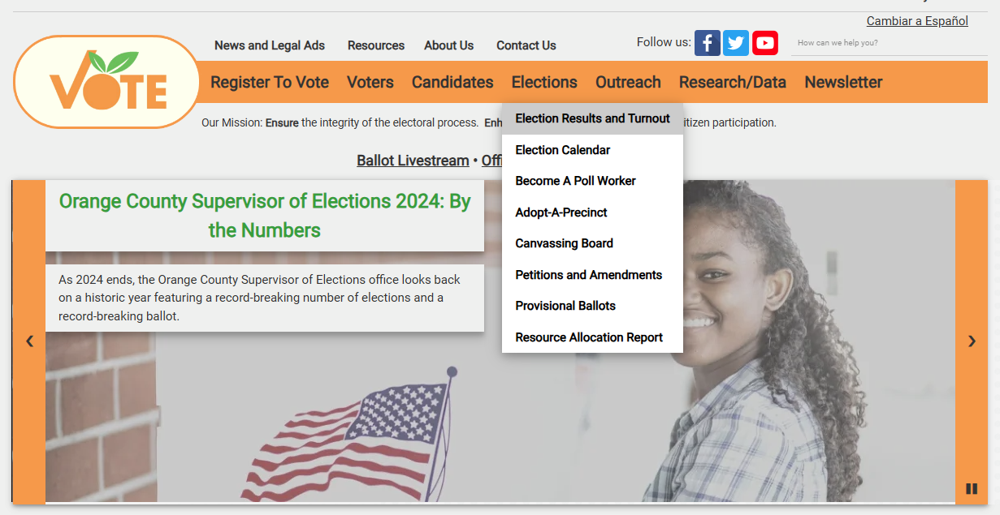 Cambiar a Español
News and Legal Ads Resources About Us Contact Us Follow us: How can we help you?
VOTE
Register To Vote Voters Candidates Elections Outreach Research/Data Newsletter
Our Mission: Ensure the integrity of the electoral process. Enh
itizen participation.
Election Results and Turnout
Election Calendar
Become A Poll Worker
Adopt-A-Precinct
Canvassing Board
Petitions and Amendments
Provisional Ballots
Resource Allocation Report
Ballot Livestream • Offi
Orange County Supervisor of Elections 2024: By
the Numbers
As 2024 ends, the Orange County Supervisor of Elections office looks back
on a historic year featuring a record-breaking number of elections and a
record-breaking ballot.